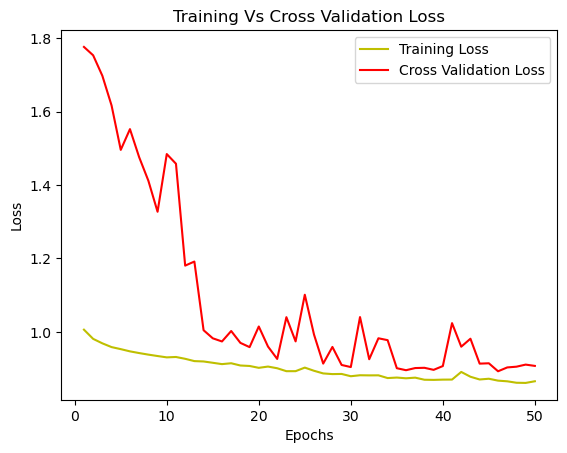 Training Vs Cross Validation Loss
Training Loss
Cross Validation Loss
1.8
1.6
1.4
1.2
1.0
Loss
0
10
20
30
40
50
Epochs